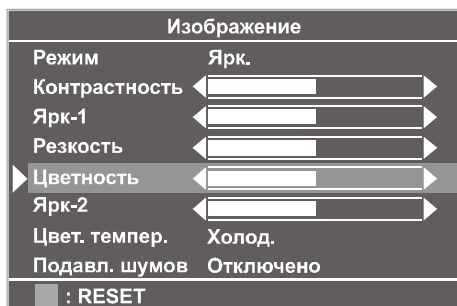 Изображение
Режим Ярк.
Контрастность
Ярк-1
Резкость
Цветность
Ярк-2
Цвет. темпер. Холод.
Подавл. шумов Отключено
: RESET